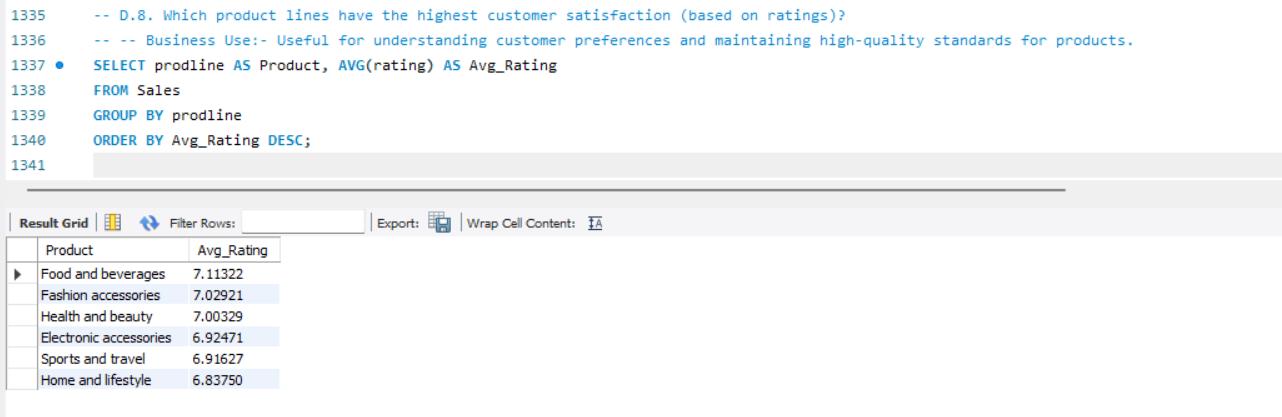 1335 -- D.8. Which product lines have the highest customer satisfaction (based on ratings)?
1336 -- -- Business Use:- Useful for understanding customer preferences and maintaining high-quality standards for products.
1337 SELECT prodline AS Product, AVG(rating) AS Avg_Rating
1338 FROM Sales
1339 GROUP BY prodline
1340 ORDER BY Avg_Rating DESC;
1341
Result Grid Filter Rows: Export: Wrap Cell Content: IA
Product Avg_Rating
Food and beverages 7.11322
Fashion accessories 7.02921
Health and beauty 7.00329
Electronic accessories 6.92471
Sports and travel 6.91627
Home and lifestyle 6.83750